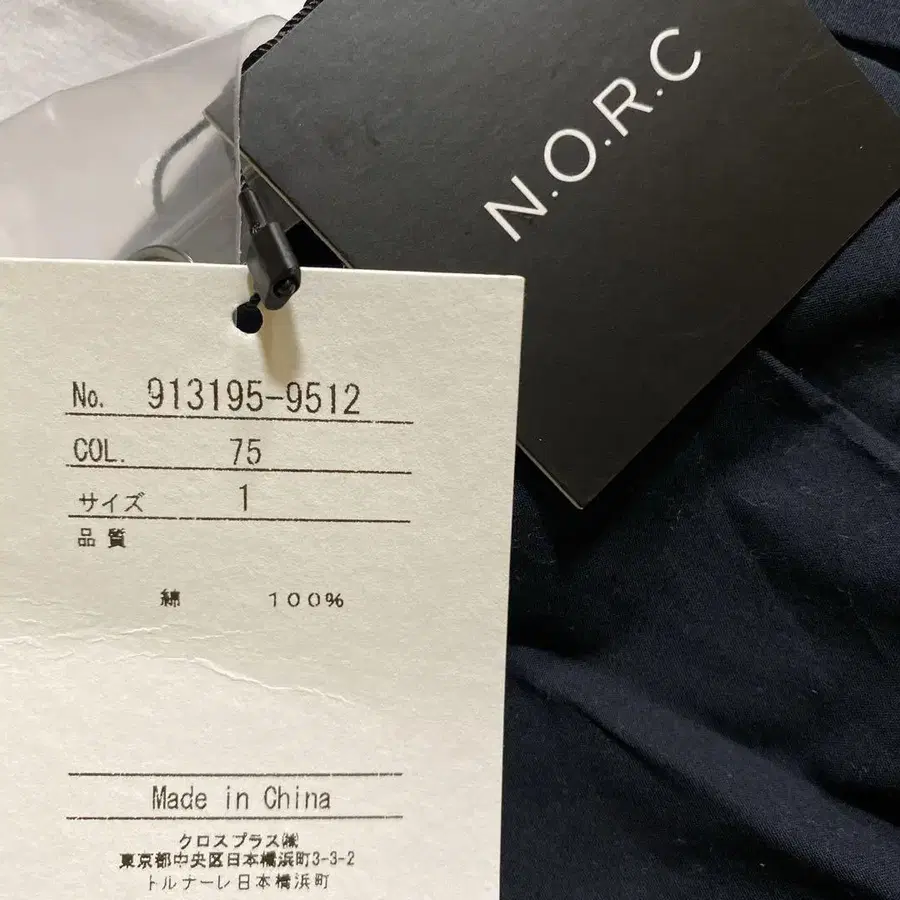 N.O.R.C
No. 913195-9512
COL. 75
サイズ 1
品質
綿 100%
Made in China
クロスプラス㈱
東京都中央区日本橋浜町3-3-2
トルナーレ日本橋浜町